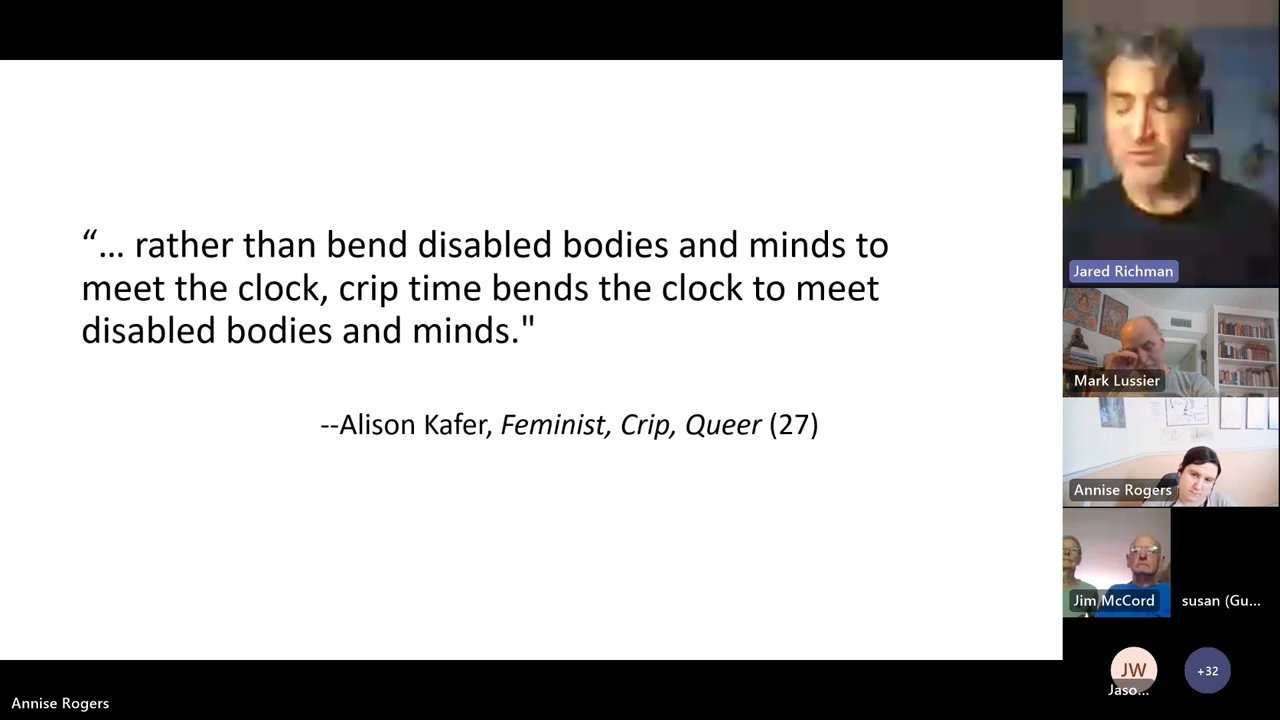 “... rather than bend disabled bodies and minds to
meet the clock, crip time bends the clock to meet
disabled bodies and minds."
--Alison Kafer, Feminist, Crip, Queer (27)
Jared Richman
Mark Lussier
Annise Rogers
Jim McCord
susan (Gu...
JW
Jaso...
+32
Annise Rogers